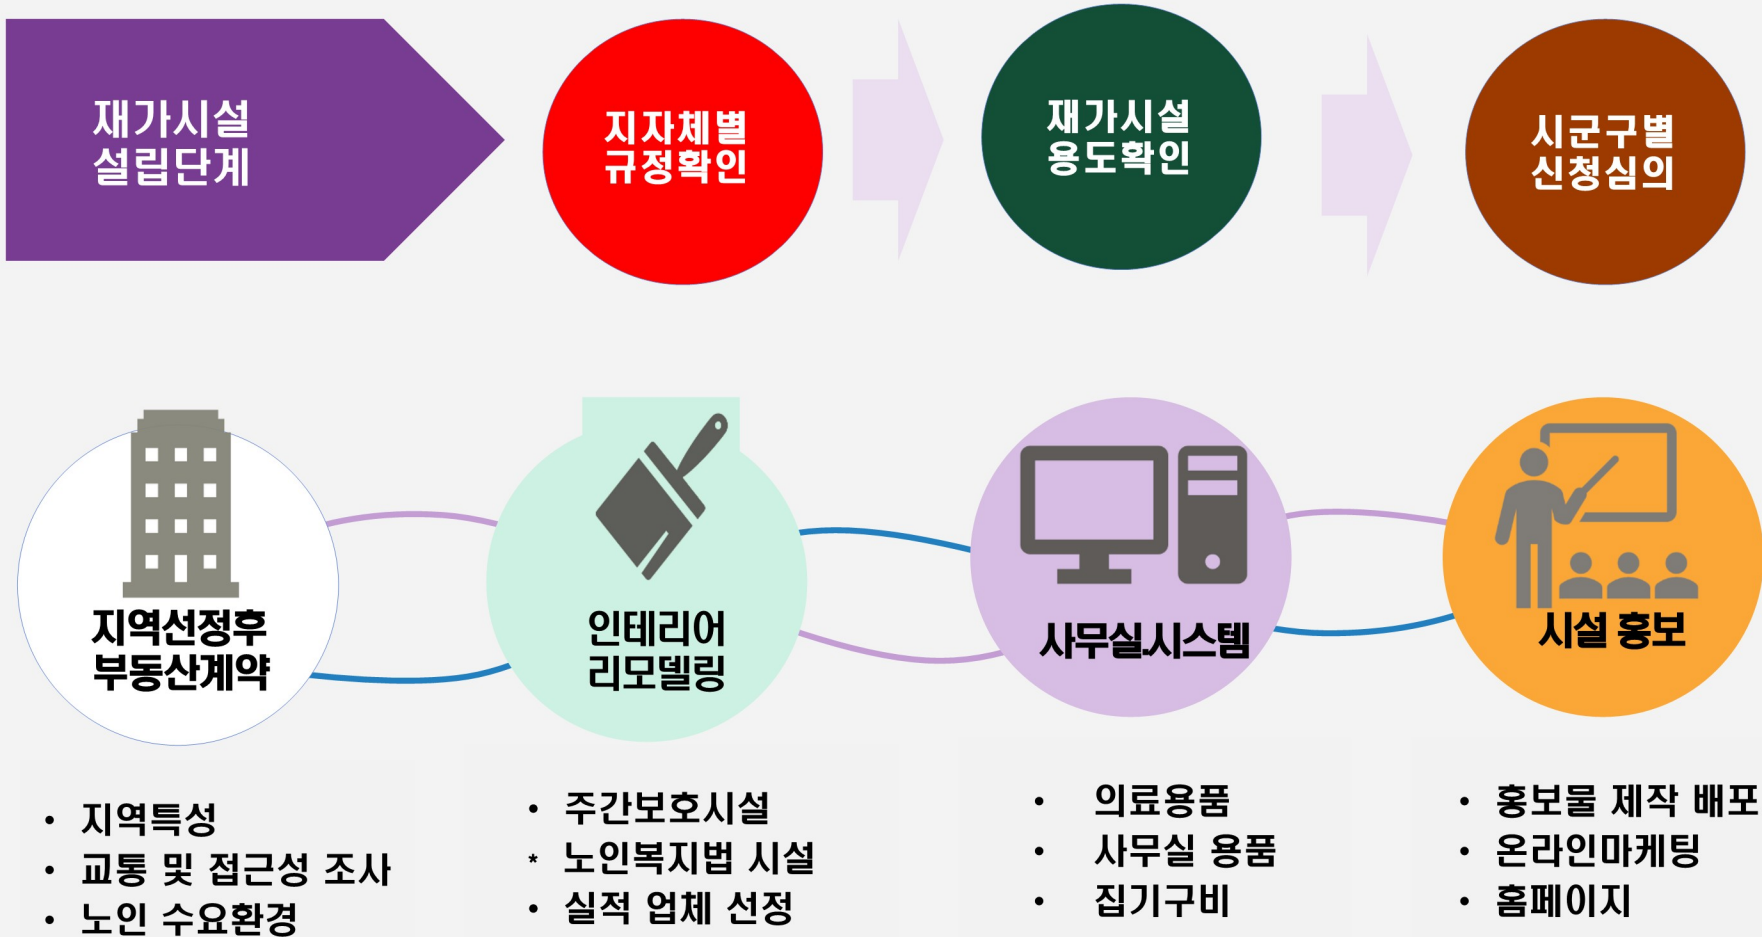 재가시설
설립단계
지자체별
규정확인
재가시설
용도확인
시군구별
신청심의
지역선정후
부동산계약
인테리어
리모델링
사무실.시스템
시설 홍보
• 지역특성
• 교통 및 접근성 조사
• 노인 수요환경
• 주간보호시설
* 노인복지법 시설
• 실적 업체 선정
• 의료용품
• 사무실 용품
• 집기구비
• 홍보물 제작 배포
• 온라인마케팅
• 홈페이지